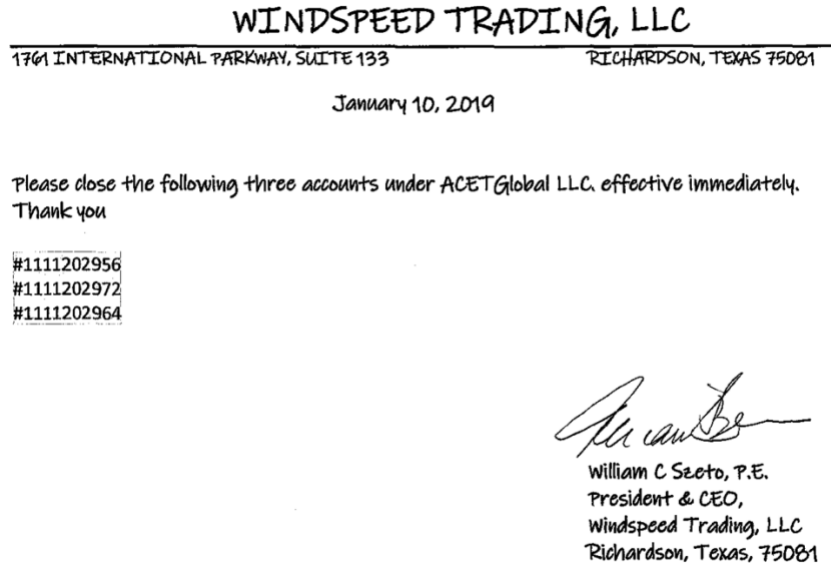 WINDSPEED TRADING, LLC
1761 INTERNATIONAL PARKWAY, SUITE 133 RICHARDSON, TEXAS 75081
January 10, 2019
Please close the following three accounts under ACETGlobal LLC. effective immediately.
Thank you
#1111202956
#1111202972
#1111202964
William C Szeto, P.E.
President & CEO,
Windspeed Trading, LLC
Richardson, Texas, 75081